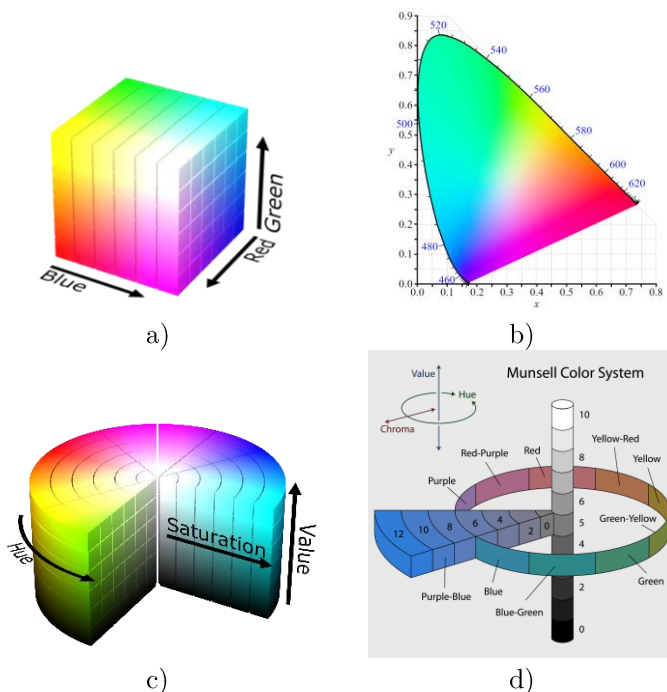 Green
Red
Blue
a)
0.9
0.8
0.7
0.6
0.5
0.4
0.3
0.2
0.1
0.0
y
520
540
560
580
600
620
500
480
460
0.0 0.1 0.2 0.3 0.4 0.5 0.6 0.7 0.8
x
b)
Hue
Saturation
Value
c)
Munsell Color System
Value
Hue
Chroma
10
8
6
5
4
2
0
Purple
Red-Purple
Red
Yellow-Red
Yellow
Green-Yellow
Green
Blue-Green
Blue
Purple-Blue
12 10 8 6 4 2 0
d)